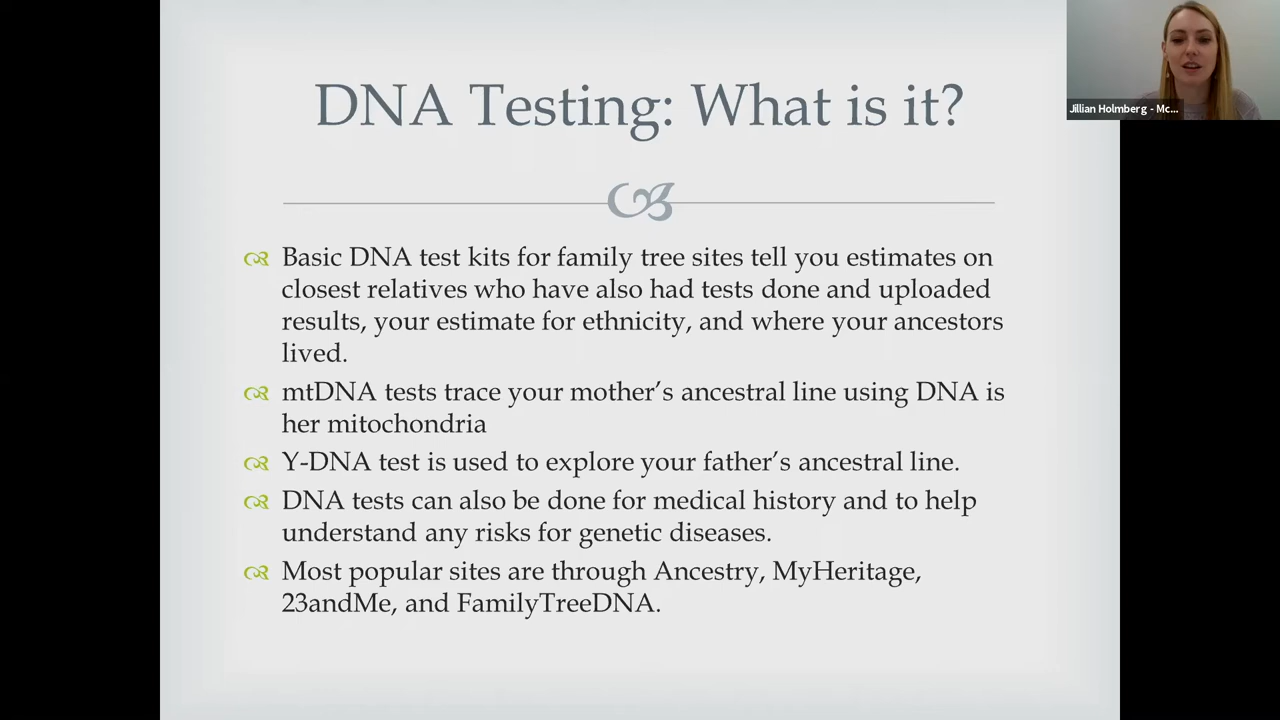 DNA Testing: What is it?
Jillian Holmberg - Mc...
Basic DNA test kits for family tree sites tell you estimates on
closest relatives who have also had tests done and uploaded
results, your estimate for ethnicity, and where your ancestors
lived.
mtDNA tests trace your mother’s ancestral line using DNA is
her mitochondria
Y-DNA test is used to explore your father’s ancestral line.
DNA tests can also be done for medical history and to help
understand any risks for genetic diseases.
Most popular sites are through Ancestry, MyHeritage,
23andMe, and FamilyTreeDNA.